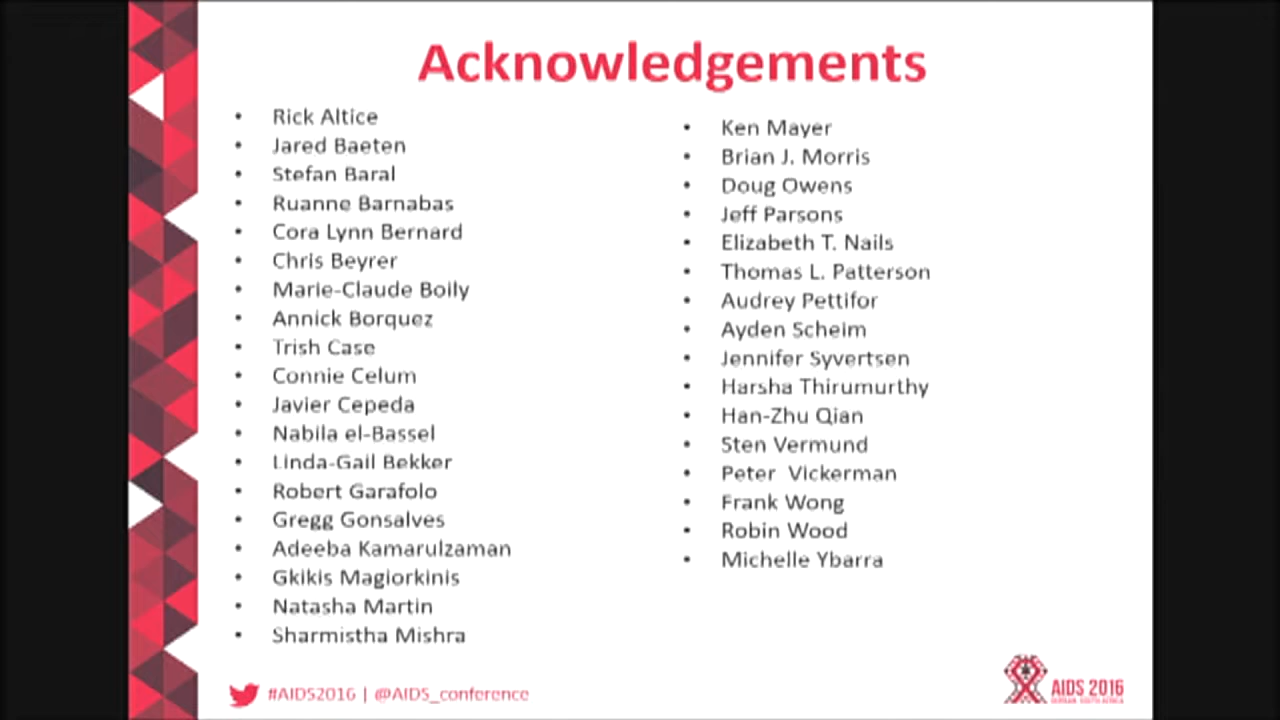 Acknowledgements
• Rick Altice
• Jared Baeten
• Stefan Baral
• Ruanne Barnabas
• Cora Lynn Bernard
• Chris Beyrer
• Marie-Claude Boily
• Annick Borquez
• Trish Case
• Connie Celum
• Javier Cepeda
• Nabila el-Bassel
• Linda-Gail Bekker
• Robert Garafolo
• Gregg Gonsalves
• Adeeba Kamarulzaman
• Gkikis Magiorkinis
• Natasha Martin
• Sharmistha Mishra
• Ken Mayer
• Brian J. Morris
• Doug Owens
• Jeff Parsons
• Elizabeth T. Nails
• Thomas L. Patterson
• Audrey Pettifor
• Ayden Scheim
• Jennifer Syvertsen
• Harsha Thirumurthy
• Han-Zhu Qian
• Sten Vermund
• Peter Vickerman
• Frank Wong
• Robin Wood
• Michelle Ybarra
#AIDS2016 | @AIDS_conference
AIDS 2016
DURBAN SOUTH AFRICA